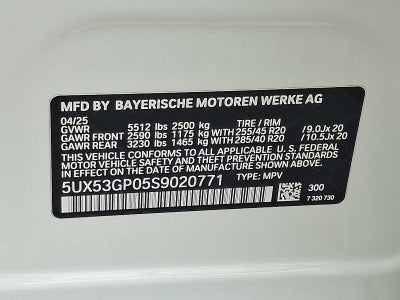 MFD BY BAYERISCHE MOTOREN WERKE AG
04/25
GVWR 5512 lbs 2500 kg TIRE / RIM
GAWR FRONT 2590 lbs 1175 kg 255/45 R20 /9.0Jx 20
GAWR REAR 3230 lbs 1465 kg 285/40 R20 /10.5Jx 20
THIS VEHICLE CONFORMS TO ALL APPLICABLE FEDERAL
MOTOR VEHICLE SAFETY, BUMPER, AND THEFT
PREVENTION STANDARDS IN EFFECT ON THE DATE OF
MANUFACTURE SHOWN ABOVE.
5UX53GP05S9020771 TYPE: MPV
300
7 320 730